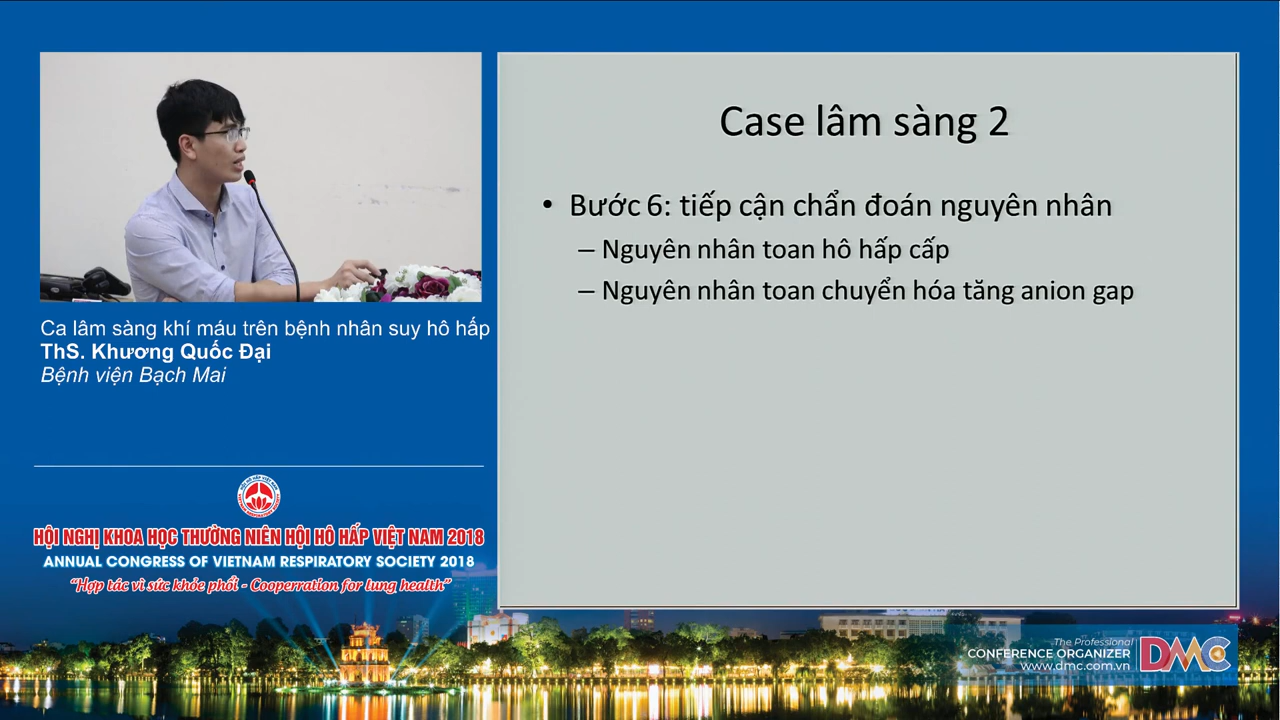 Case lâm sàng 2
• Bước 6: tiếp cận chẩn đoán nguyên nhân
– Nguyên nhân toan hô hấp cấp
– Nguyên nhân toan chuyển hóa tăng anion gap
Ca lâm sàng khí máu trên bệnh nhân suy hô hấp
ThS. Khương Quốc Đại
Bệnh viện Bạch Mai
HỘI NGHỊ KHOA HỌC THƯỜNG NIÊN HỘI HÔ HẤP VIỆT NAM 2018
ANNUAL CONGRESS OF VIETNAM RESPIRATORY SOCIETY 2018
“Hợp tác vì sức khỏe phổi - Cooperration for lung health”
The Professional
CONFERENCE ORGANIZER
www.dmc.com.vn
DMC